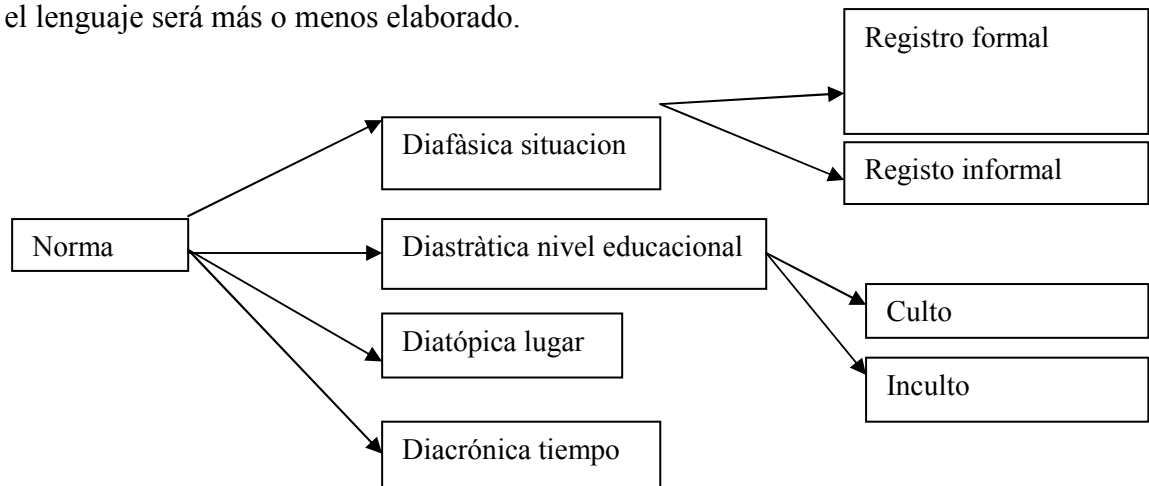 el lenguaje será más o menos elaborado.
Registro formal
Diafàsica situacion
Registo informal
Norma
Diastràtica nivel educacional
Culto
Diatópica lugar
Inculto
Diacrónica tiempo